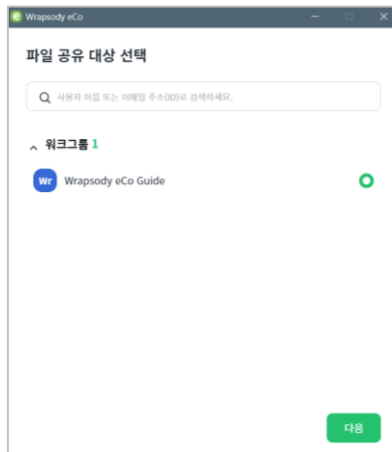 Wrapsody eCo
파일 공유 대상 선택
사용자 이름 또는 이메일 주소(ID)로 검색하세요.
워크그룹 1
Wr Wrapsody eCo Guide
다음